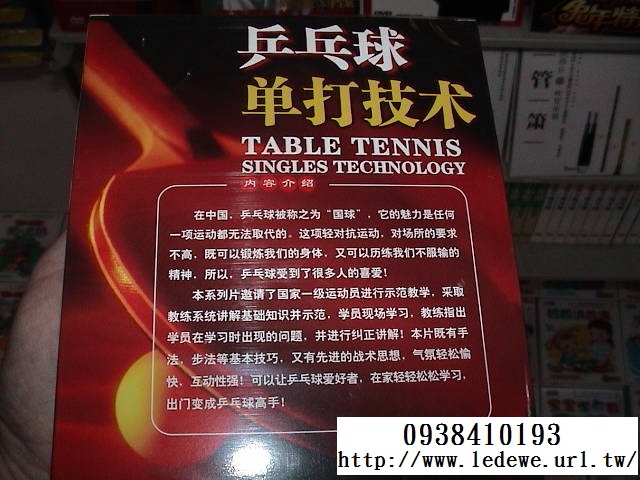 乒乓球
单打技术
TABLE TENNIS
SINGLES TECHNOLOGY
内容介绍
在中国，乒乓球被称之为“国球”，它的魅力是任何
一项运动都无法取代的。这项轻对抗运动，对场所的要求
不高，既可以锻炼我们的身体，又可以历练我们不服输的
精神，所以，乒乓球受到了很多人的喜爱！
本系列片邀请了国家一级运动员进行示范教学，采取
教练系统讲解基础知识并示范，学员现场学习，教练指出
学员在学习时出现的问题，并进行纠正讲解！本片既有手
法、步法等基本技巧，又有先进的战术思想，气氛轻松愉
快、互动性强！可以让乒乓球爱好者，在家轻轻松松学习，
出门变成乒乓球高手！
管
箫
0938410193
http://www.ledewe.url.tw/